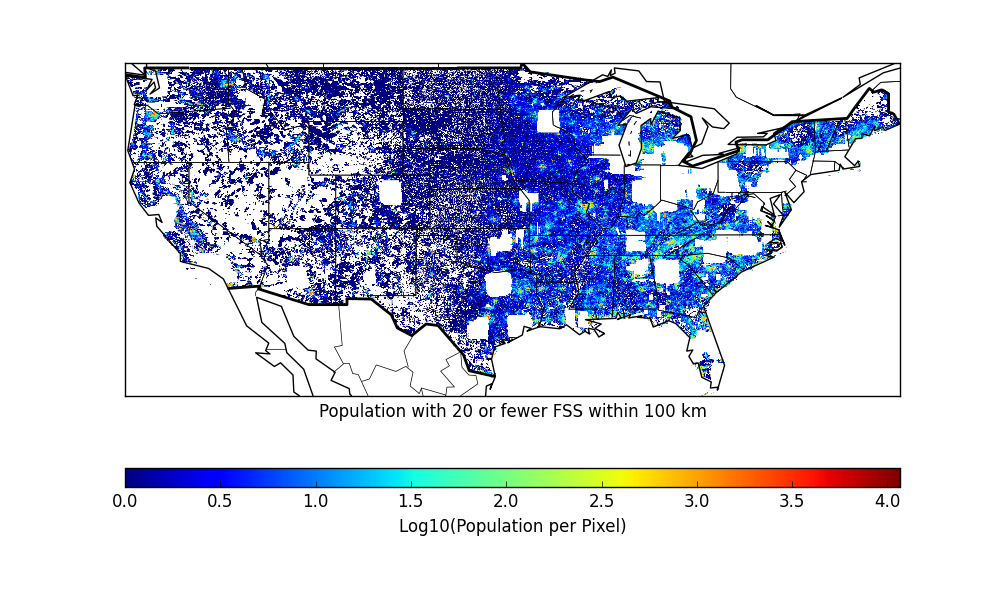 Population with 20 or fewer FSS within 100 km
0.0 0.5 1.0 1.5 2.0 2.5 3.0 3.5 4.0
Log10(Population per Pixel)